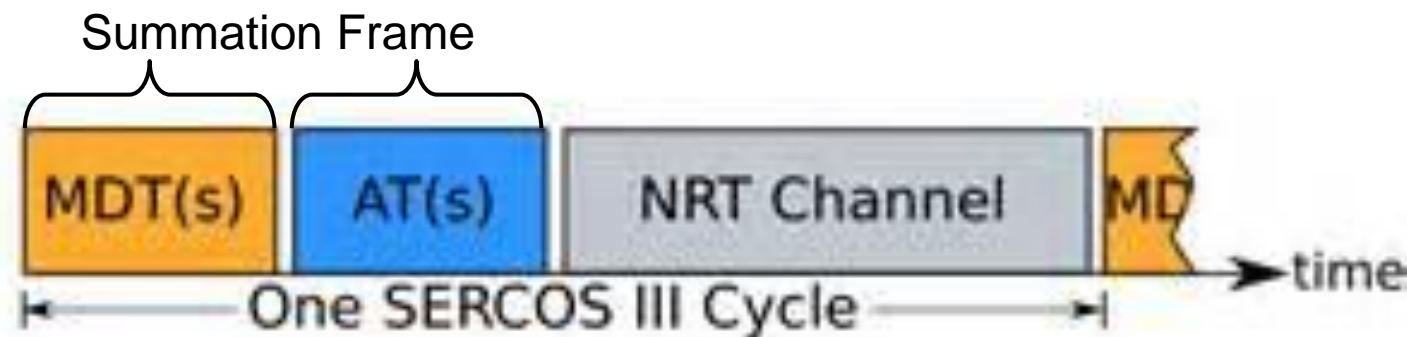 Summation Frame
MDT(s) AT(s) NRT Channel MD
time
One SERCOS III Cycle